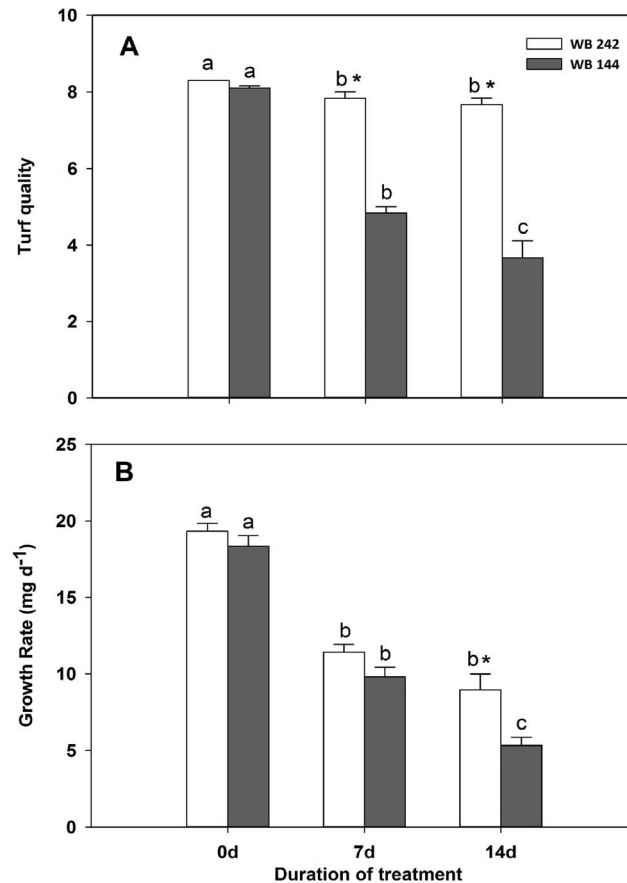 A
WB 242
WB 144
10
8
6
4
2
0
Turf quality
a a b * b * b c
B
25
20
15
10
5
0
Growth Rate (mg d⁻¹)
a a b b b * c
0d 7d 14d
Duration of treatment